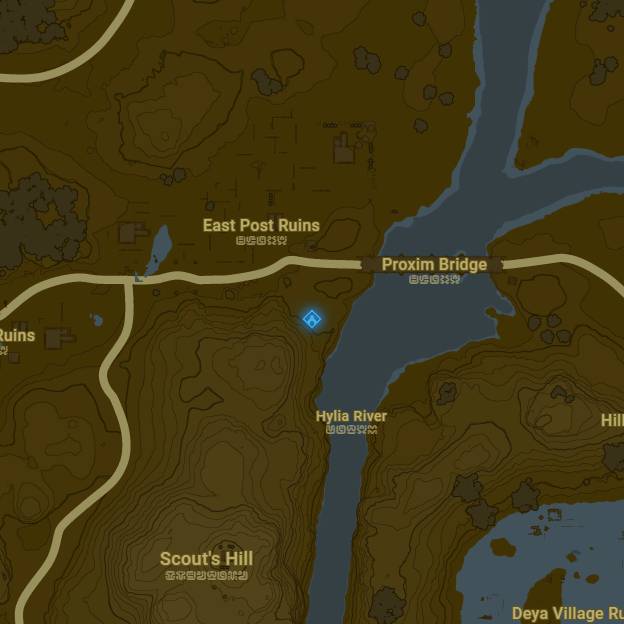 East Post Ruins
Proxim Bridge
Ruins
Hylia River
Hill
Scout's Hill
Deya Village Ru